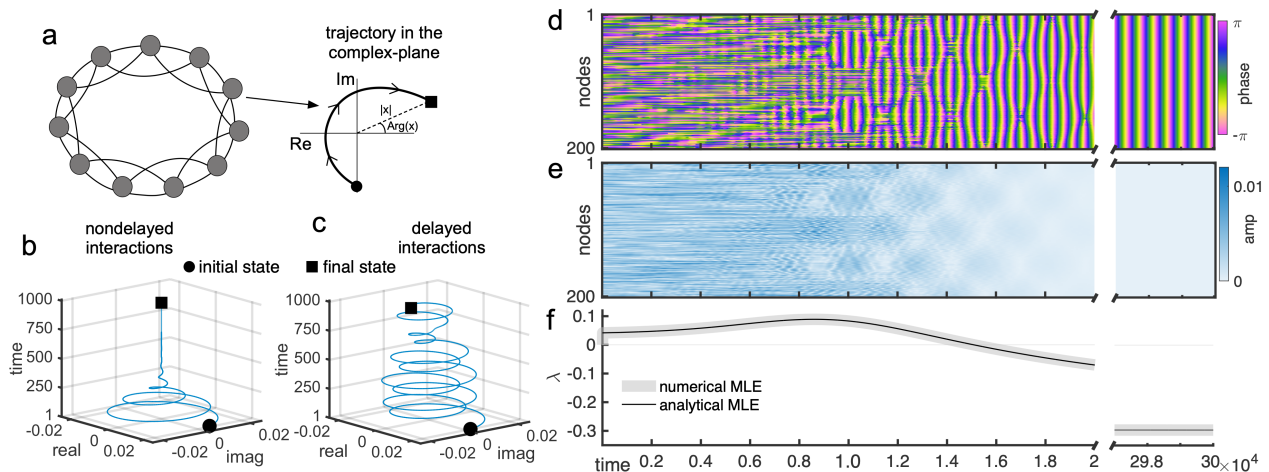 a
trajectory in the
complex-plane
Im
|x|
Arg(x)
Re
b
nondelayed
interactions
c
delayed
interactions
initial state
final state
1000
750
500
250
1
time
-0.02
0
0.02
real
-0.02
0
0.02
imag
1000
750
500
250
1
time
-0.02
0
0.02
real
-0.02
0
0.02
imag
d
1
nodes
200
π
phase
-π
e
1
nodes
200
0.01
amp
0
f
0.1
0
-0.1
-0.2
-0.3
λ
numerical MLE
analytical MLE
time
0.2
0.4
0.6
0.8
1.0
1.2
1.4
1.6
1.8
2
29.8
30
×10⁴